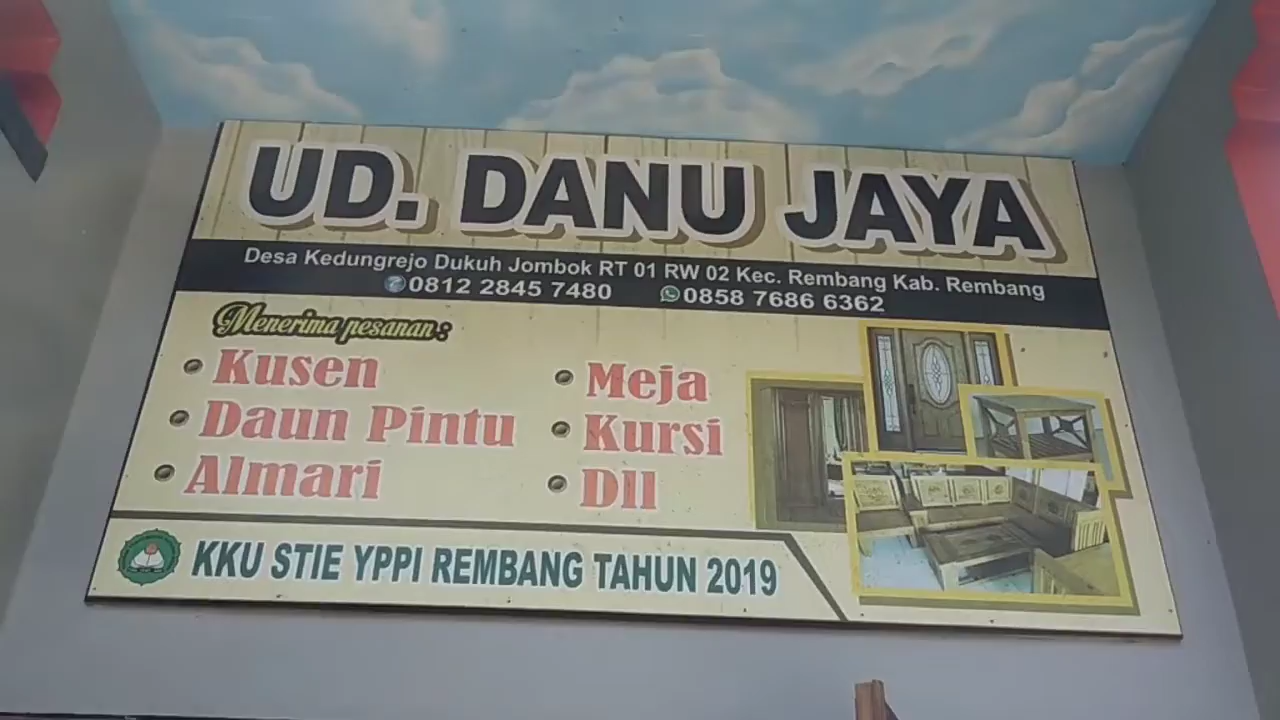 UD. DANU JAYA
Desa Kedungrejo Dukuh Jombok RT 01 RW 02 Kec. Rembang Kab. Rembang
0812 2845 7480 0858 7686 6362
Menerima pesanan :
Kusen
Daun Pintu
Almari
Meja
Kursi
Dll
KKU STIE YPPI REMBANG TAHUN 2019